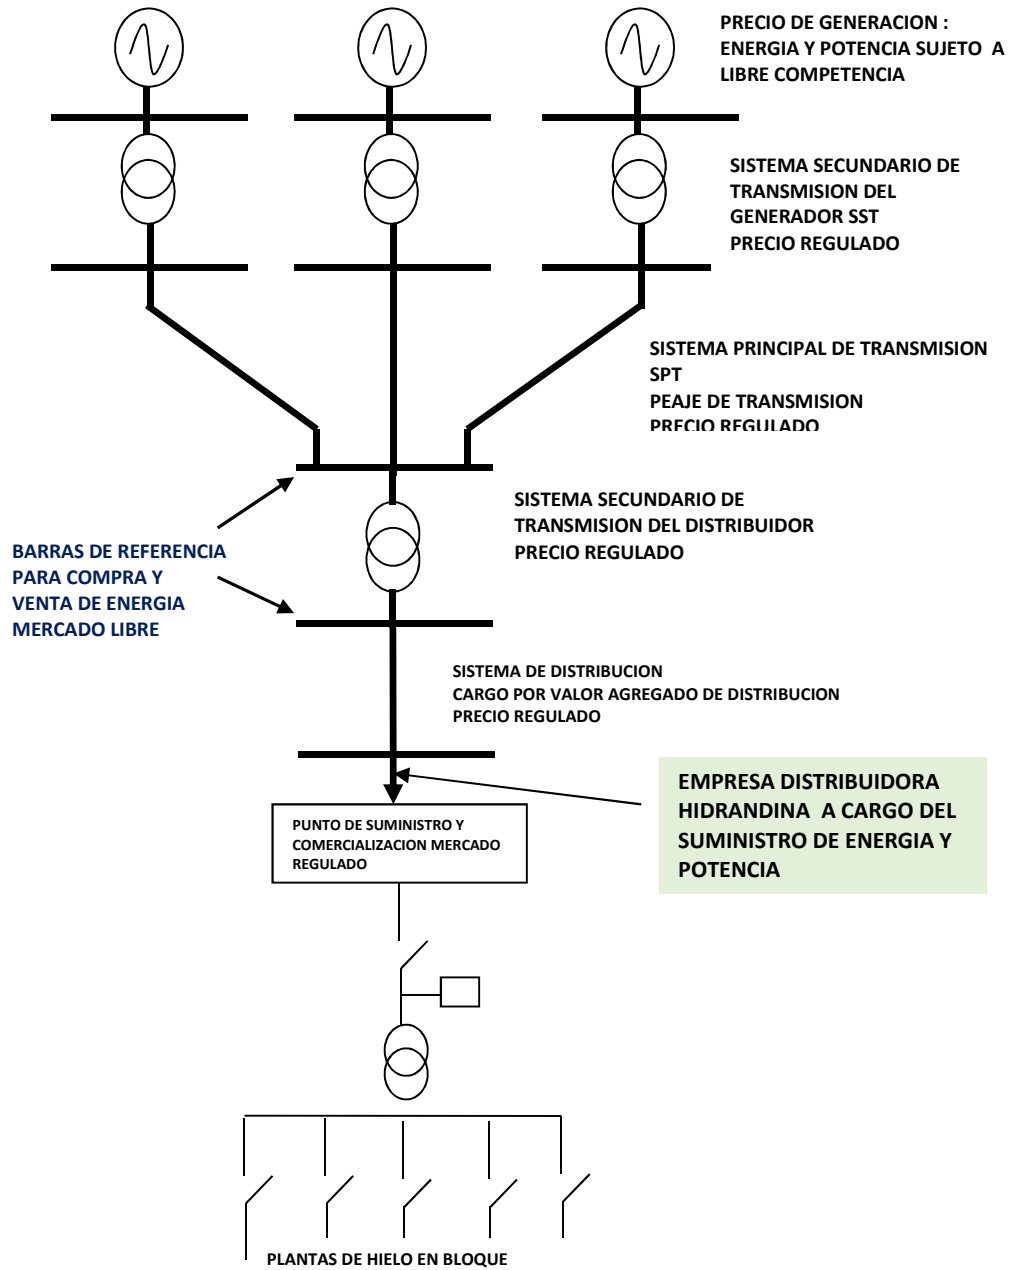 PRECIO DE GENERACION :
ENERGIA Y POTENCIA SUJETO A
LIBRE COMPETENCIA
SISTEMA SECUNDARIO DE
TRANSMISION DEL
GENERADOR SST
PRECIO REGULADO
SISTEMA PRINCIPAL DE TRANSMISION
SPT
PEAJE DE TRANSMISION
PRECIO REGULADO
SISTEMA SECUNDARIO DE
TRANSMISION DEL DISTRIBUIDOR
PRECIO REGULADO
BARRAS DE REFERENCIA
PARA COMPRA Y
VENTA DE ENERGIA
MERCADO LIBRE
SISTEMA DE DISTRIBUCION
CARGO POR VALOR AGREGADO DE DISTRIBUCION
PRECIO REGULADO
EMPRESA DISTRIBUIDORA
HIDRANDINA A CARGO DEL
SUMINISTRO DE ENERGIA Y
POTENCIA
PUNTO DE SUMINISTRO Y
COMERCIALIZACION MERCADO
REGULADO
PLANTAS DE HIELO EN BLOQUE